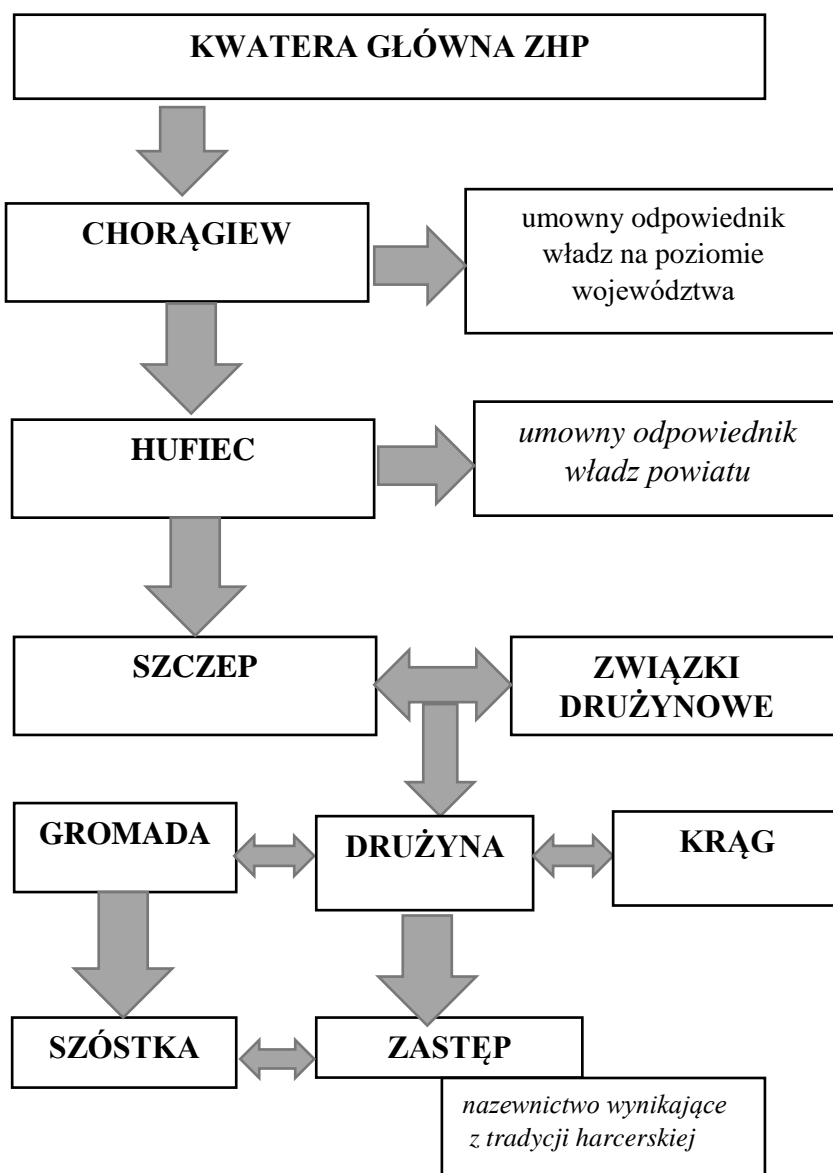 KWATERA GŁÓWNA ZHP
CHORĄGIEW
umowny odpowiednik
władz na poziomie
województwa
HUFIEC
umowny odpowiednik
władz powiatu
SZCZEP
ZWIĄZKI
DRUŻYNOWE
GROMADA
DRUŻYNA
KRĄG
SZÓSTKA
ZASTĘP
nazewnictwo wynikające
z tradycji harcerskiej